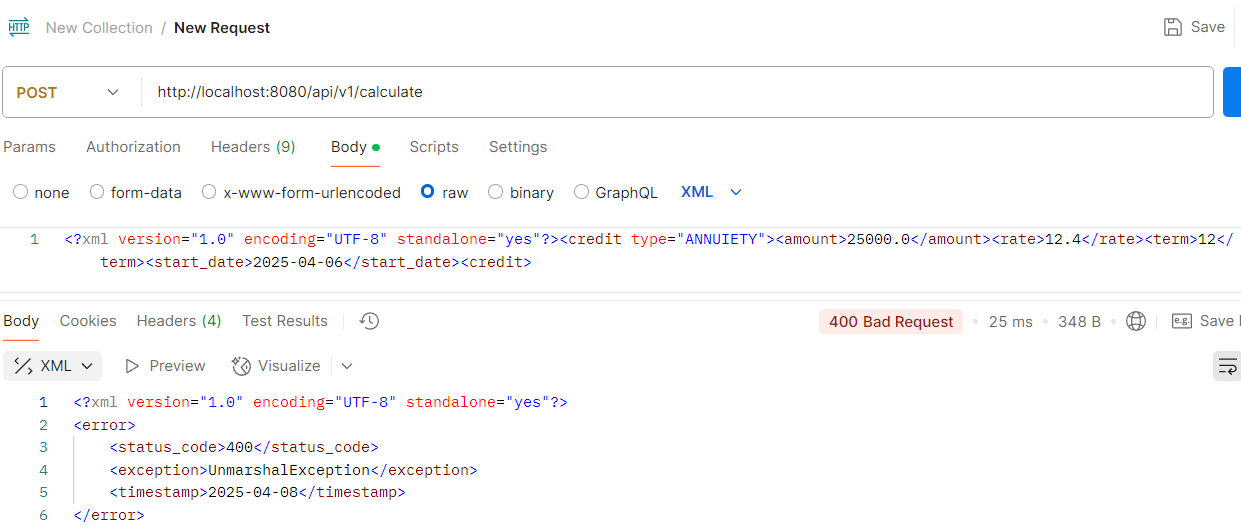 HTTP New Collection / New Request Save
POST http://localhost:8080/api/v1/calculate
Params Authorization Headers (9) Body Scripts Settings
none form-data x-www-form-urlencoded raw binary GraphQL XML
1 <?xml version="1.0" encoding="UTF-8" standalone="yes"?><credit type="ANNUIETY"><amount>25000.0</amount><rate>12.4</rate><term>12</
term><start_date>2025-04-06</start_date><credit>
Body Cookies Headers (4) Test Results 400 Bad Request 25 ms 348 B e.g. Save
XML Preview Visualize
1 <?xml version="1.0" encoding="UTF-8" standalone="yes"?>
2 <error>
3 <status_code>400</status_code>
4 <exception>UnmarshalException</exception>
5 <timestamp>2025-04-08</timestamp>
6 </error>